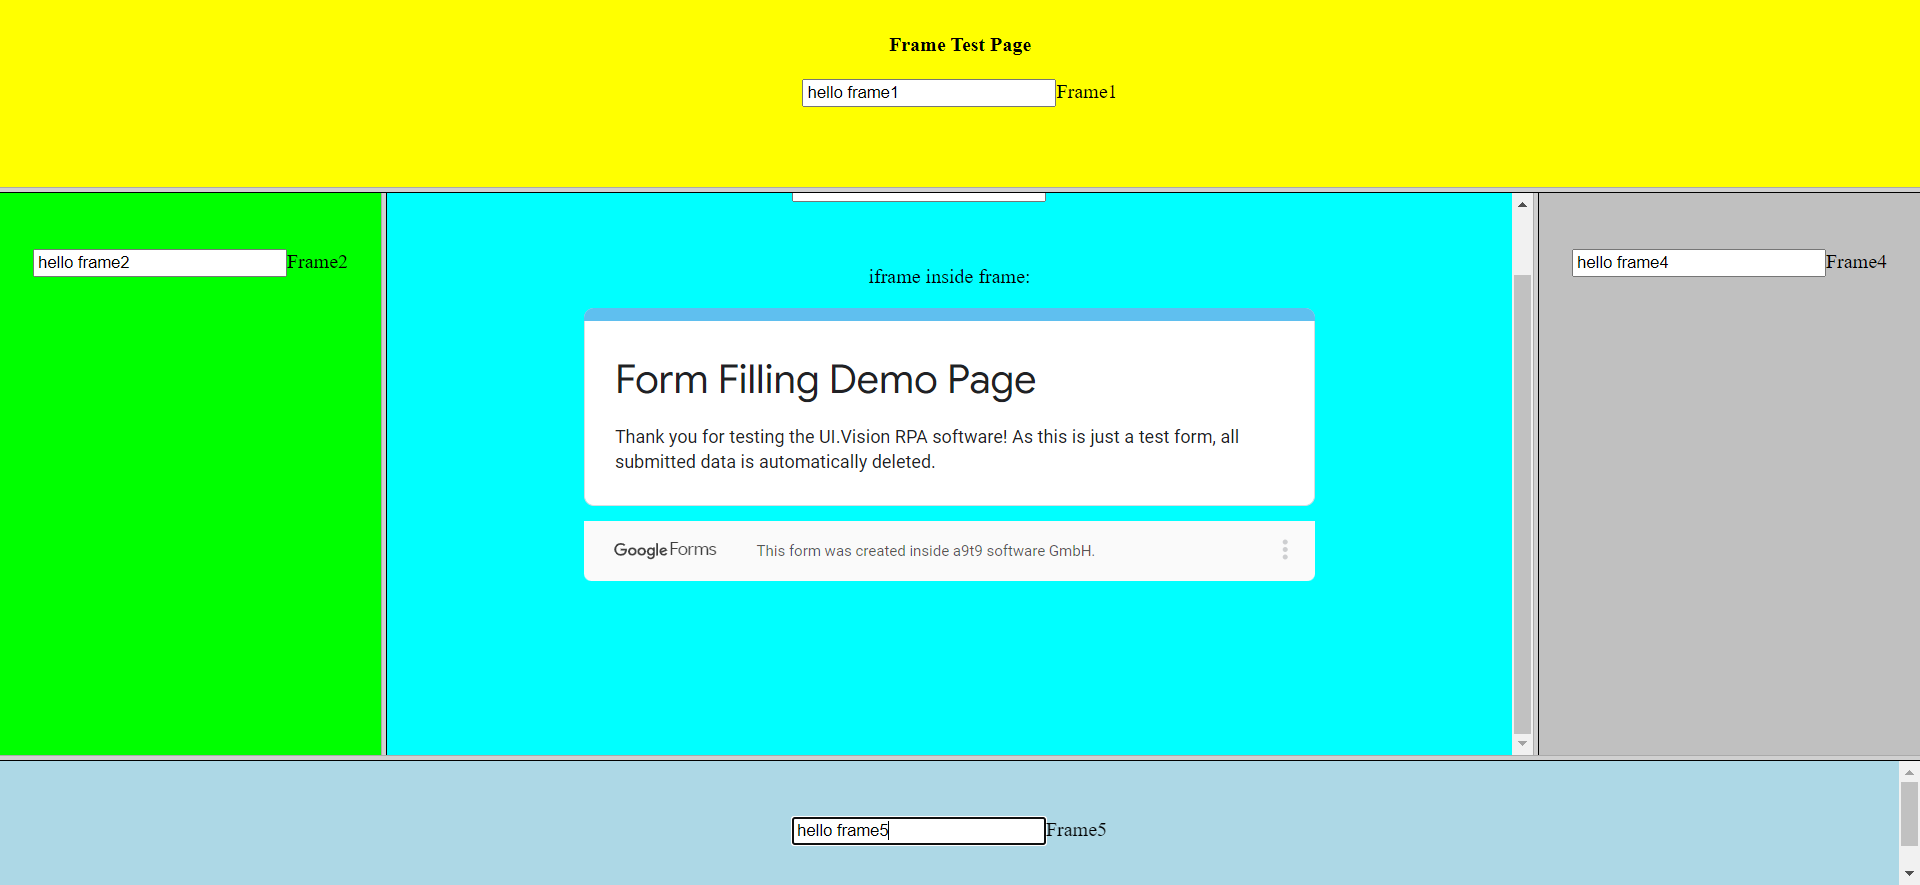 Frame Test Page
hello frame1 Frame1
hello frame2 Frame2
iframe inside frame:
Form Filling Demo Page
Thank you for testing the UI.Vision RPA software! As this is just a test form, all
submitted data is automatically deleted.
Google Forms This form was created inside a9t9 software GmbH.
hello frame4 Frame4
hello frame5 Frame5